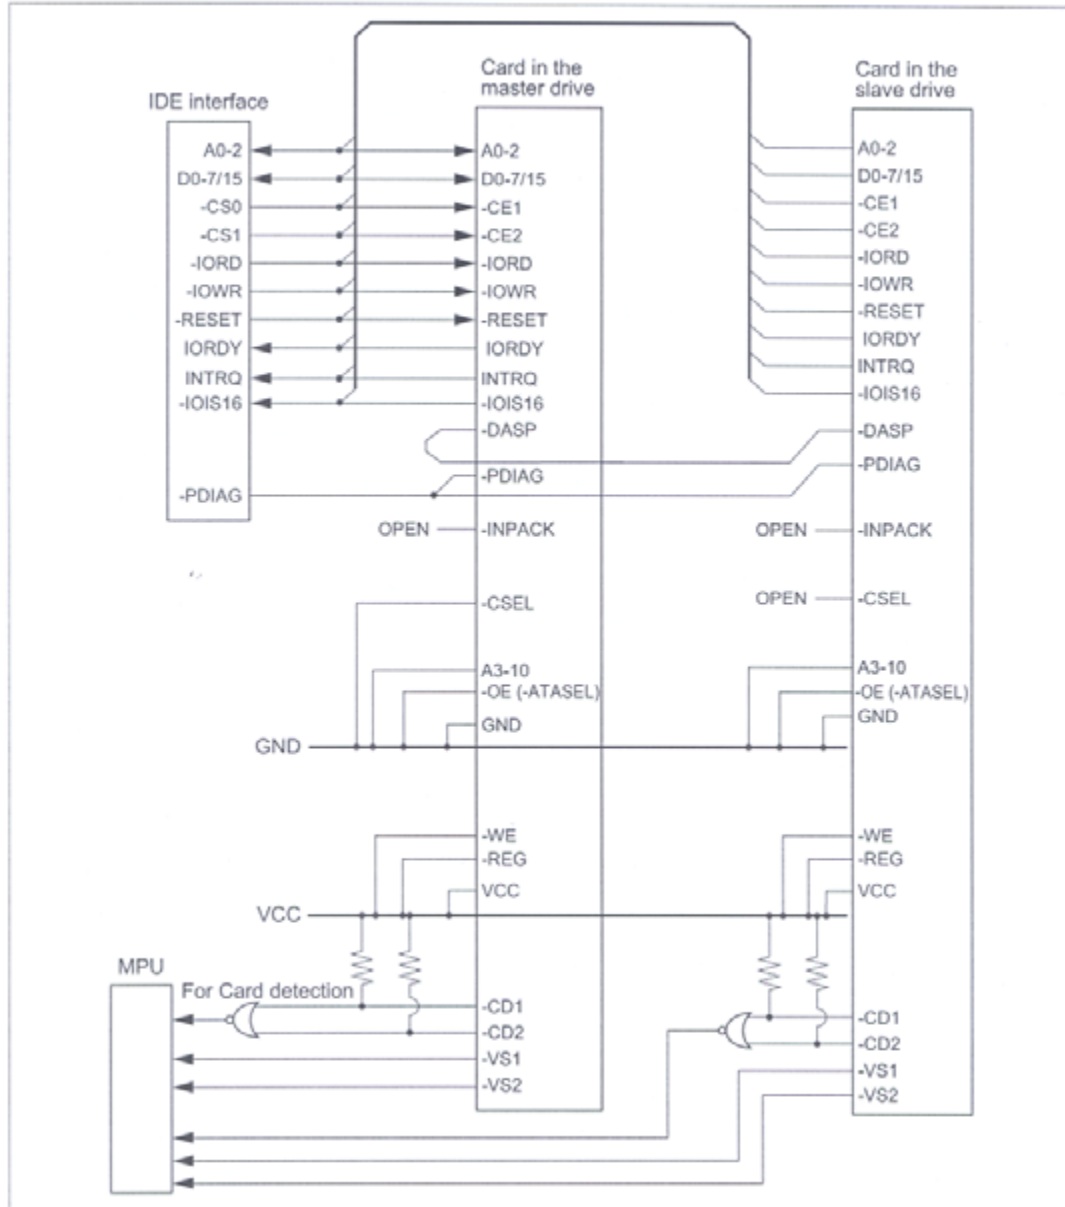 Card in the
master drive
Card in the
slave drive
IDE interface
A0-2
D0-7/15
-CS0
-CS1
-IORD
-IOWR
-RESET
IORDY
INTRQ
-IOIS16
-PDIAG
A0-2
D0-7/15
-CE1
-CE2
-IORD
-IOWR
-RESET
IORDY
INTRQ
-IOIS16
-DASP
-PDIAG
OPEN
-INPACK
-CSEL
A3-10
-OE (-ATASEL)
GND
GND
-WE
-REG
VCC
VCC
-CD1
-CD2
-VS1
-VS2
A0-2
D0-7/15
-CE1
-CE2
-IORD
-IOWR
-RESET
IORDY
INTRQ
-IOIS16
-DASP
-PDIAG
OPEN
-INPACK
OPEN
-CSEL
A3-10
-OE (-ATASEL)
GND
-WE
-REG
VCC
-CD1
-CD2
-VS1
-VS2
MPU
For Card detection